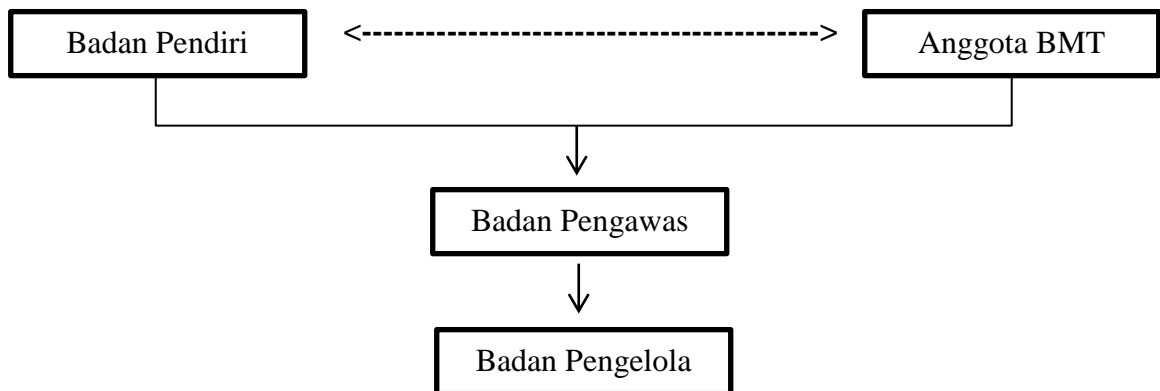 Badan Pendiri
Anggota BMT
Badan Pengawas
Badan Pengelola